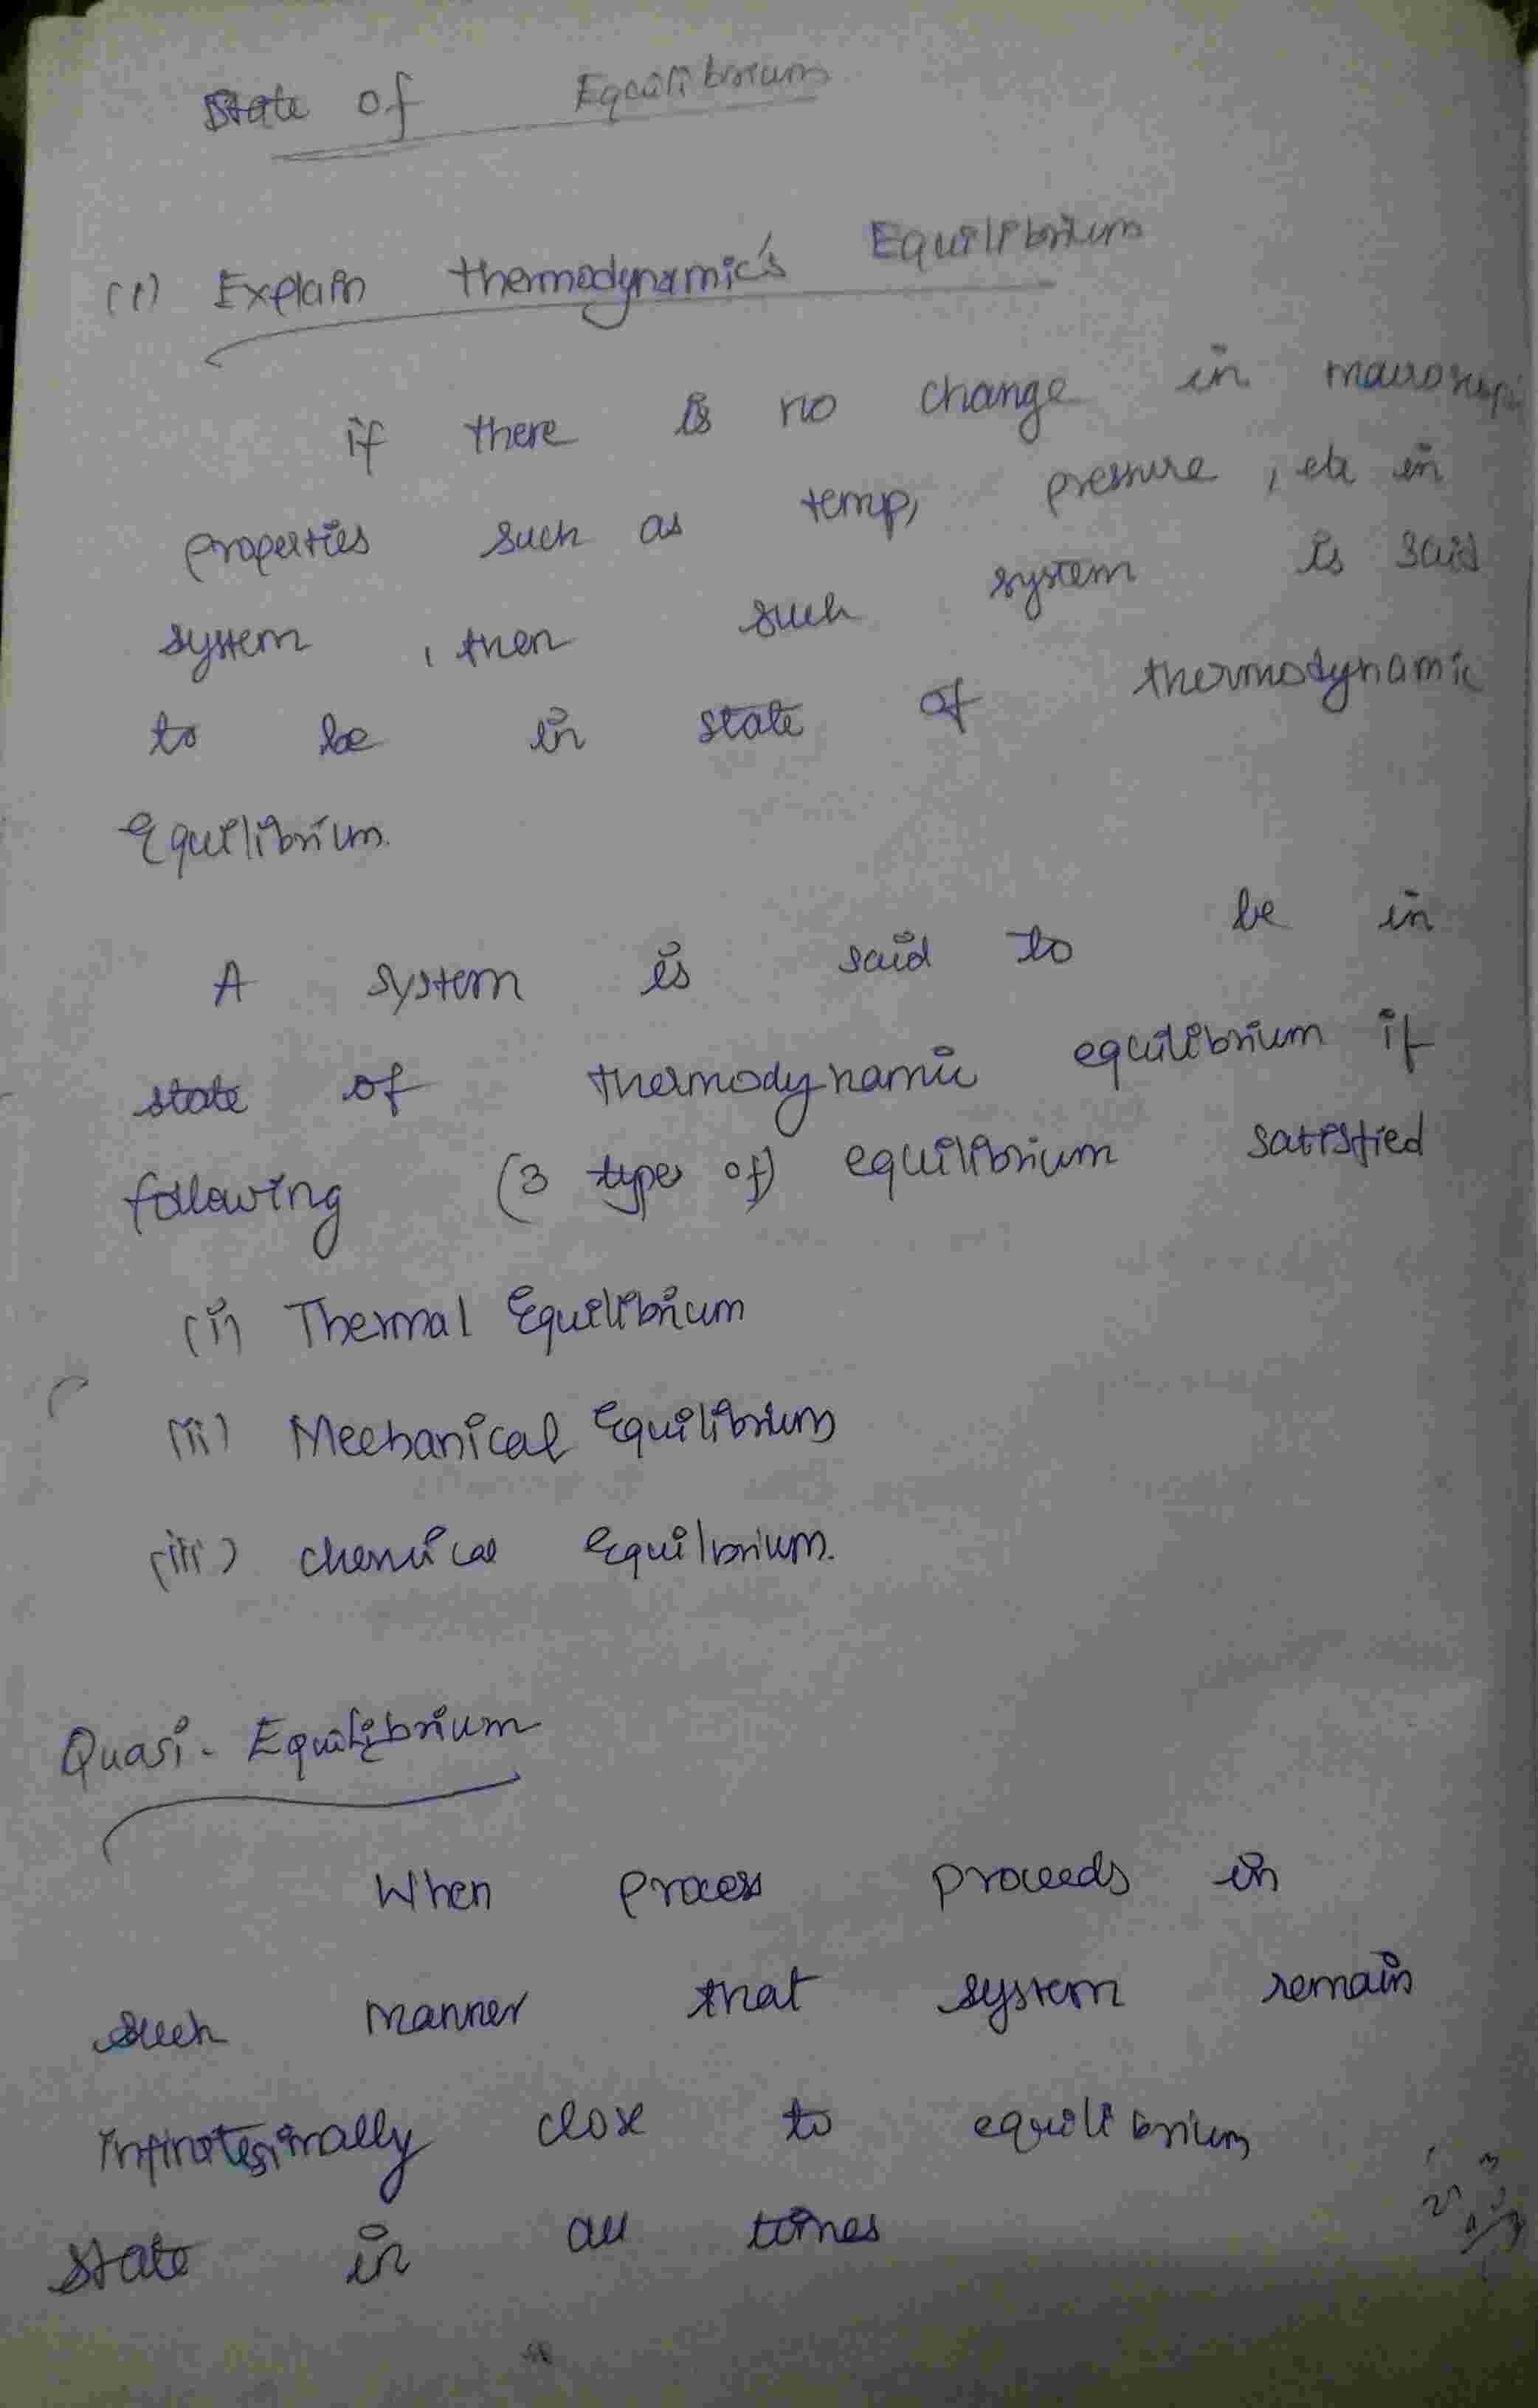 State of Equilibrium
(1) Explain thermodynamic's Equilibrium
if there is no change in macroscopic
properties such as temp, pressure, etc in
system, then such system is said
to be in state of thermodynamic
Equilibrium.
A system is said to be in
state of thermodynamic equilibrium if
following (3 types of) equilibrium satisfied
(i) Thermal Equilibrium
(ii) Mechanical Equilibrium
(iii) chemical Equilbrium.
Quasi-Equilibrium
When process proceeds in
such manner that system remain
infinitesimally close to equilibrium
state in all times